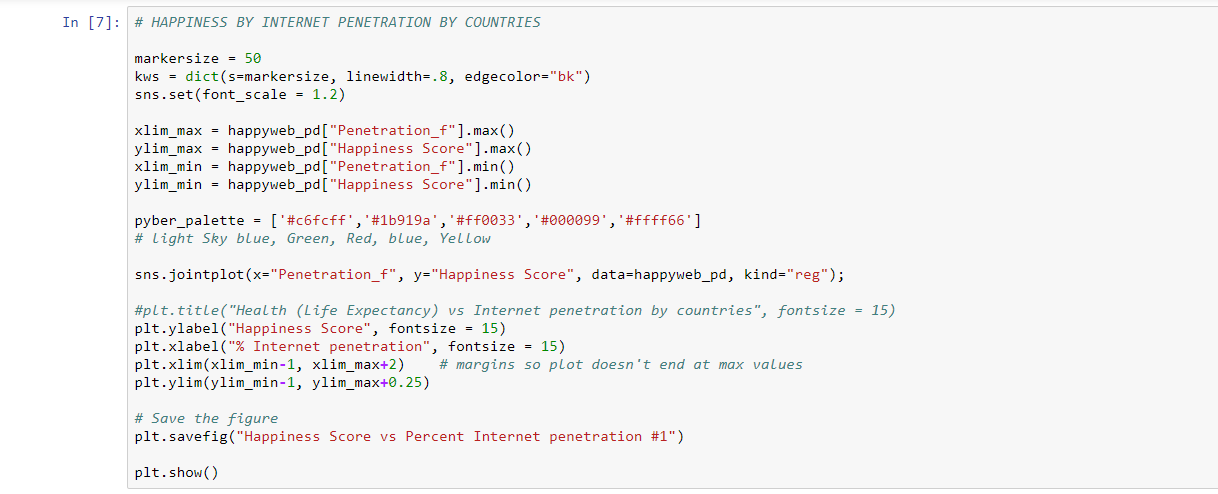 In [7]: # HAPPINESS BY INTERNET PENETRATION BY COUNTRIES
markersize = 50
kws = dict(s=markersize, linewidth=.8, edgecolor="bk")
sns.set(font_scale = 1.2)
xlim_max = happyweb_pd["Penetration_f"].max()
ylim_max = happyweb_pd["Happiness Score"].max()
xlim_min = happyweb_pd["Penetration_f"].min()
ylim_min = happyweb_pd["Happiness Score"].min()
pyber_palette = ['#c6fcff','#1b919a','#ff0033','#000099','#ffff66']
# light Sky blue, Green, Red, blue, Yellow
sns.jointplot(x="Penetration_f", y="Happiness Score", data=happyweb_pd, kind="reg");
#plt.title("Health (Life Expectancy) vs Internet penetration by countries", fontsize = 15)
plt.ylabel("Happiness Score", fontsize = 15)
plt.xlabel("% Internet penetration", fontsize = 15)
plt.xlim(xlim_min-1, xlim_max+2)    # margins so plot doesn't end at max values
plt.ylim(ylim_min-1, ylim_max+0.25)
# Save the figure
plt.savefig("Happiness Score vs Percent Internet penetration #1")
plt.show()